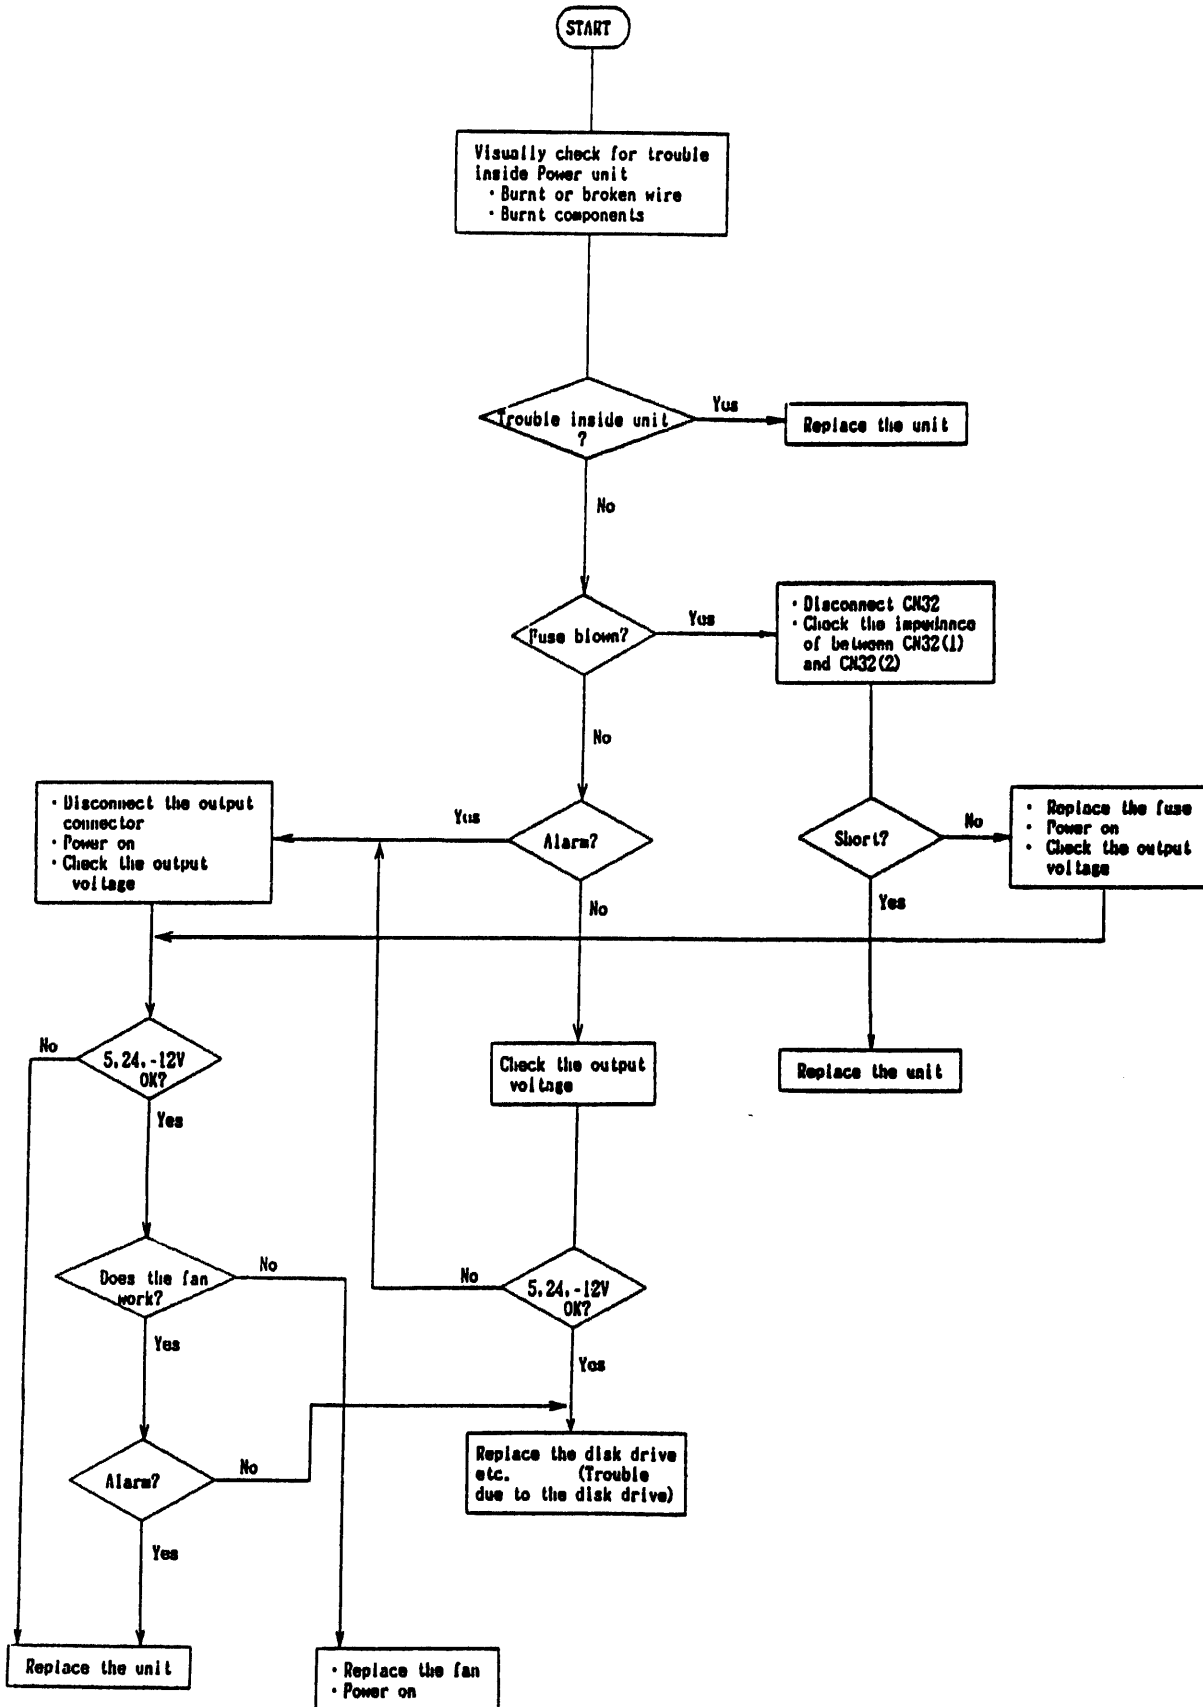 START
Visually check for trouble
inside Power unit
・Burnt or broken wire
・Burnt components
Trouble inside unit
?
Yus
Replace the unit
No
Fuse blown?
Yus
・Disconnect CN32
・Check the impedance
of between CN32(1)
and CN32(2)
No
・Disconnect the output
connector
・Power on
・Check the output
voltage
Yus
Alarm?
Short?
No
・Replace the fuse
・Power on
・Check the output
voltage
No
Yes
No
5.24.-12V
OK?
Check the output
voltage
Replace the unit
Yes
Does the fan
work?
No
No
5.24.-12V
OK?
Yes
Yes
Alarm?
No
Replace the disk drive
etc. (Trouble
due to the disk drive)
Yes
Replace the unit
・Replace the fan
・Power on